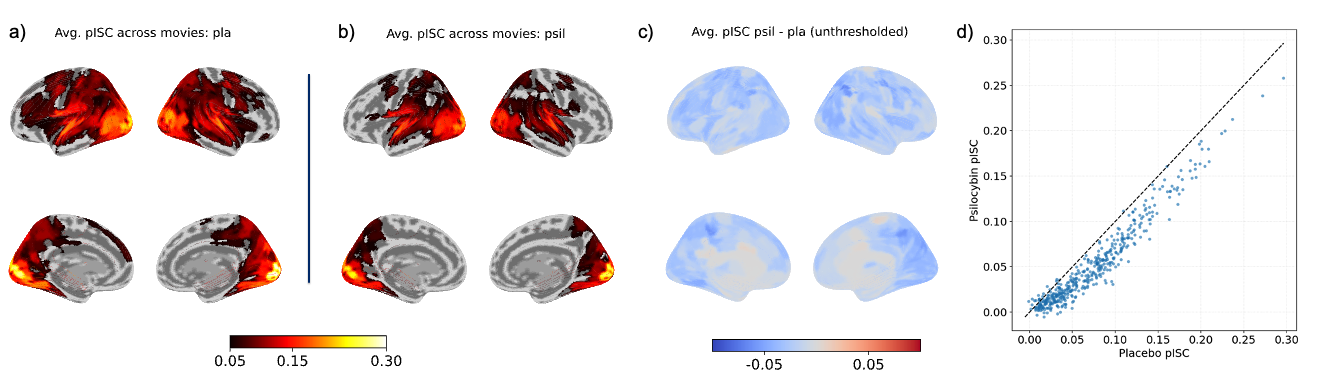 a) Avg. pISC across movies: pla
b) Avg. pISC across movies: psil
c) Avg. pISC psil - pla (unthresholded)
d)
0.05 0.15 0.30
-0.05 0.05
0.30
0.25
0.20
0.15
0.10
0.05
0.00
Psilocybin pISC
0.00 0.05 0.10 0.15 0.20 0.25 0.30
Placebo pISC